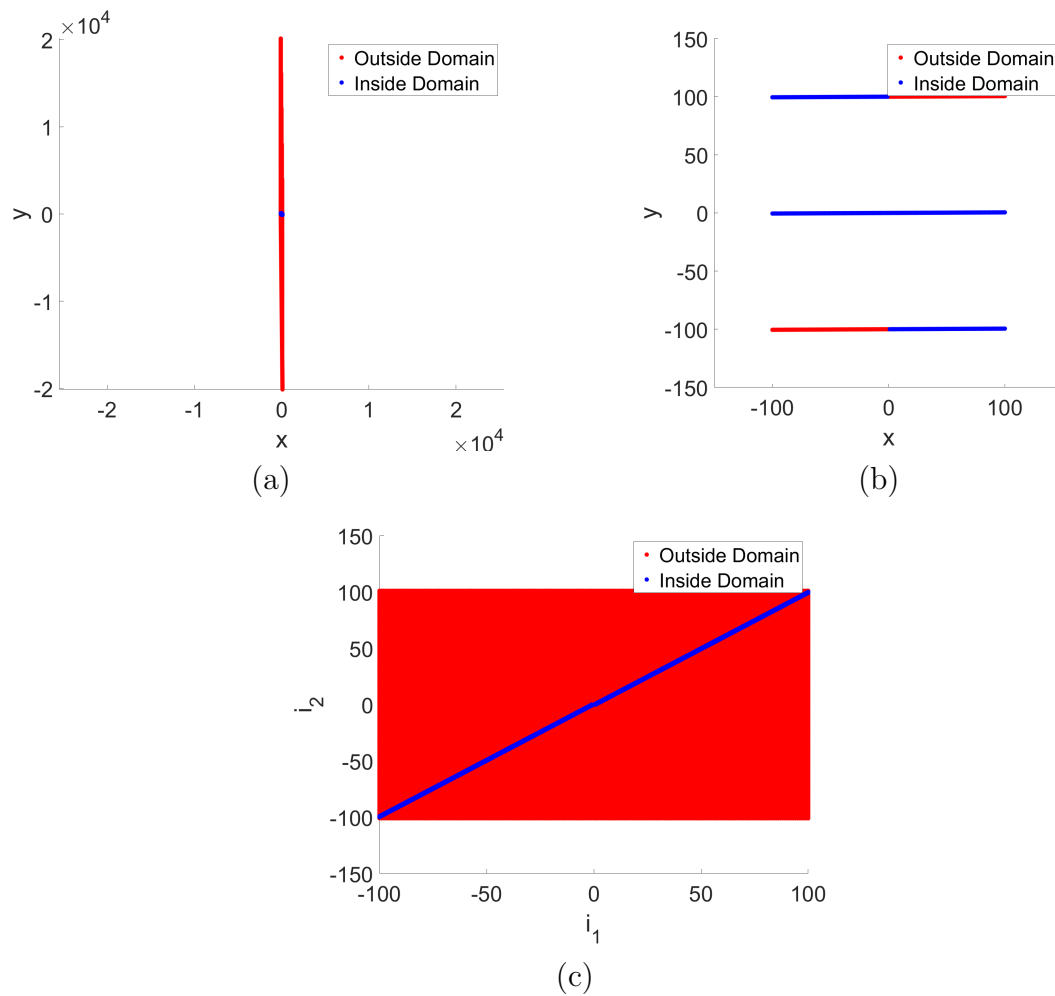 ×10^4
2
1
0
-1
-2
y
Outside Domain
Inside Domain
-2 -1 0 1 2
x
×10^4
(a)
150
100
50
0
-50
-100
-150
y
Outside Domain
Inside Domain
-100 0 100
x
(b)
150
100
50
0
-50
-100
-150
i_2
Outside Domain
Inside Domain
-100 -50 0 50 100
i_1
(c)